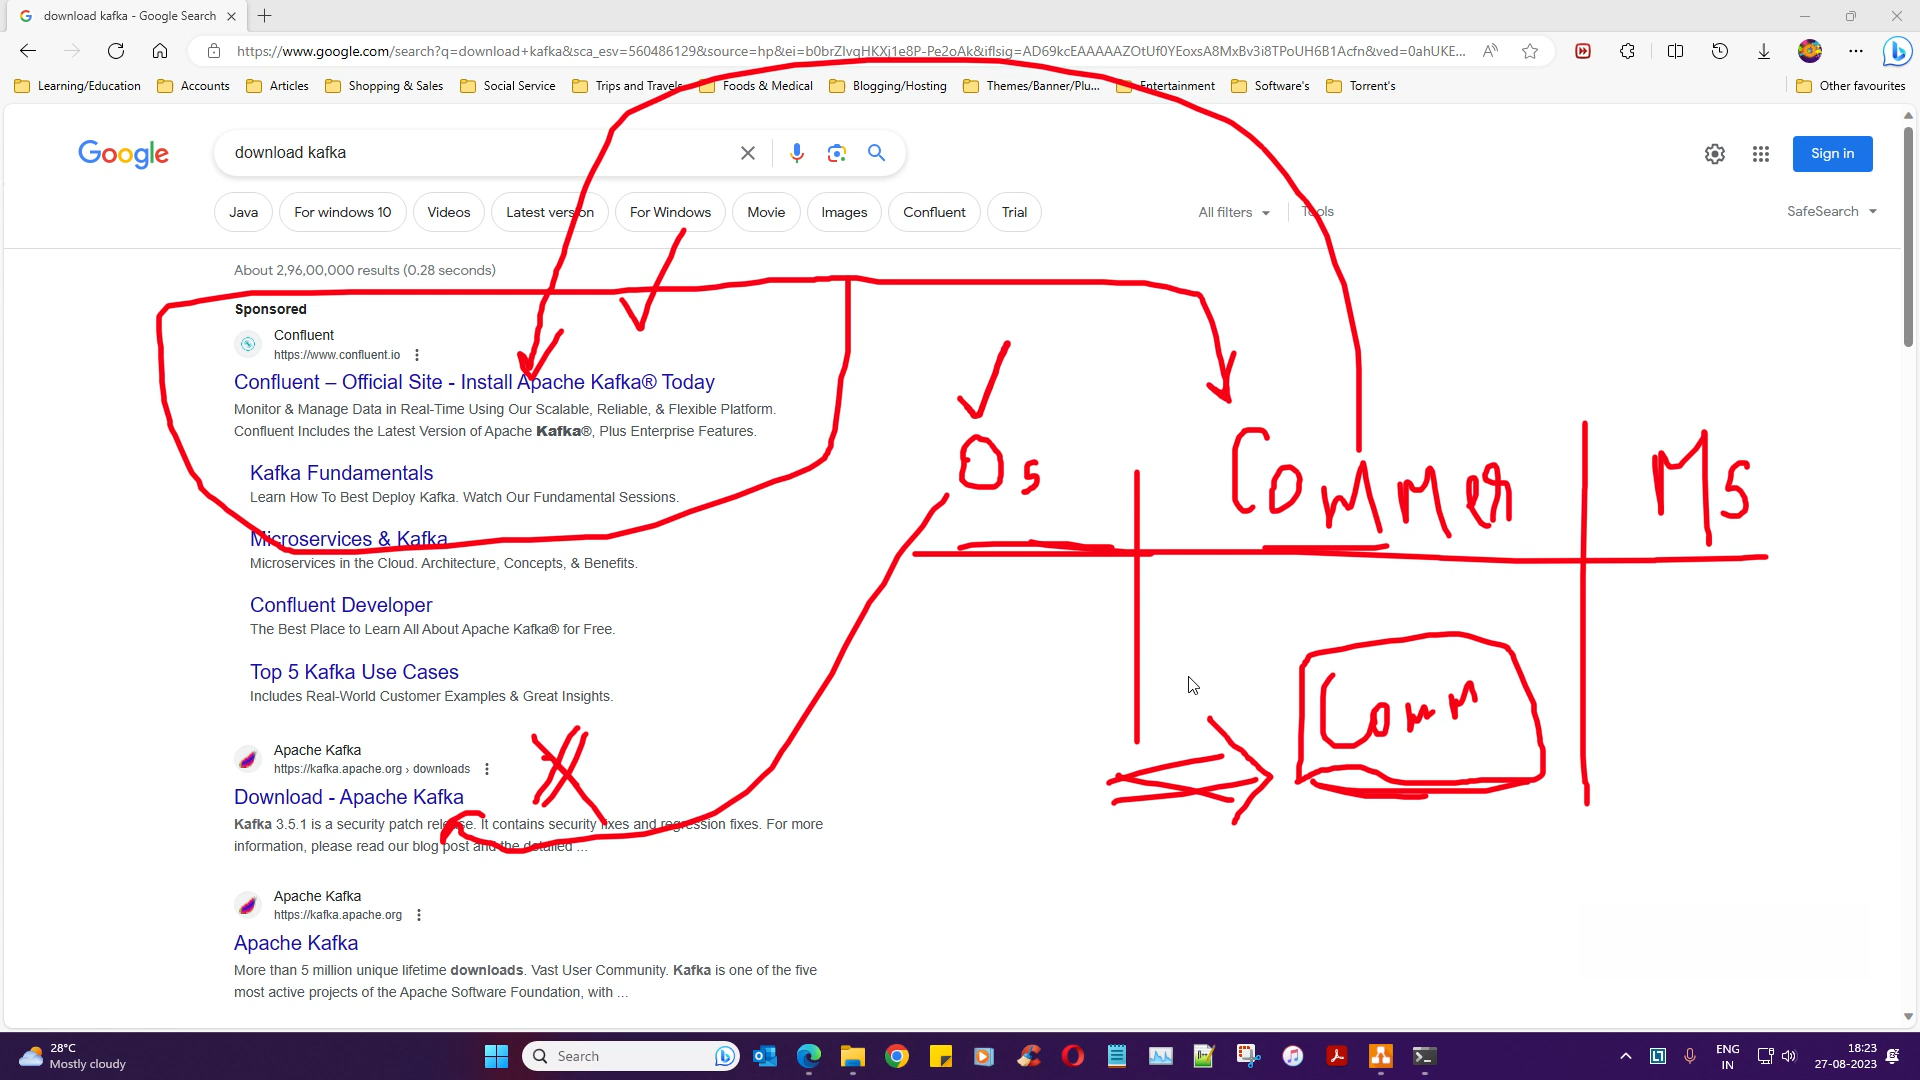 download kafka - Google Search
https://www.google.com/search?q=download+kafka&sca_esv=560486129&source=hp&ei=b0brZIvqHKXj1e8P-Pe2oAk&iflsig=AD69kcEAAAAAZOtUf0YEoxsA8MxBv3i8TPoUH6B1Acfn&ved=0ahUKE...
Learning/Education Accounts Articles Shopping & Sales Social Service Trips and Travels Foods & Medical Blogging/Hosting Themes/Banner/Plu... Entertainment Software's Torrent's Other favourites
Google download kafka Sign in
Java For windows 10 Videos Latest version For Windows Movie Images Confluent Trial All filters Tools SafeSearch
About 2,96,00,000 results (0.28 seconds)
Sponsored
Confluent
https://www.confluent.io
Confluent – Official Site - Install Apache Kafka® Today
Monitor & Manage Data in Real-Time Using Our Scalable, Reliable, & Flexible Platform.
Confluent Includes the Latest Version of Apache Kafka®, Plus Enterprise Features.
Os Commer Ms
Kafka Fundamentals
Learn How To Best Deploy Kafka. Watch Our Fundamental Sessions.
Microservices & Kafka
Microservices in the Cloud. Architecture, Concepts, & Benefits.
Confluent Developer
The Best Place to Learn All About Apache Kafka® for Free.
Top 5 Kafka Use Cases
Includes Real-World Customer Examples & Great Insights.
Comm
Apache Kafka
https://kafka.apache.org › downloads
Download - Apache Kafka
Kafka 3.5.1 is a security patch release. It contains security fixes and regression fixes. For more
information, please read our blog post and the detailed ...
Apache Kafka
https://kafka.apache.org
Apache Kafka
More than 5 million unique lifetime downloads. Vast User Community. Kafka is one of the five
most active projects of the Apache Software Foundation, with ...
28°C
Mostly cloudy
Search
ENG
IN
18:23
27-08-2023